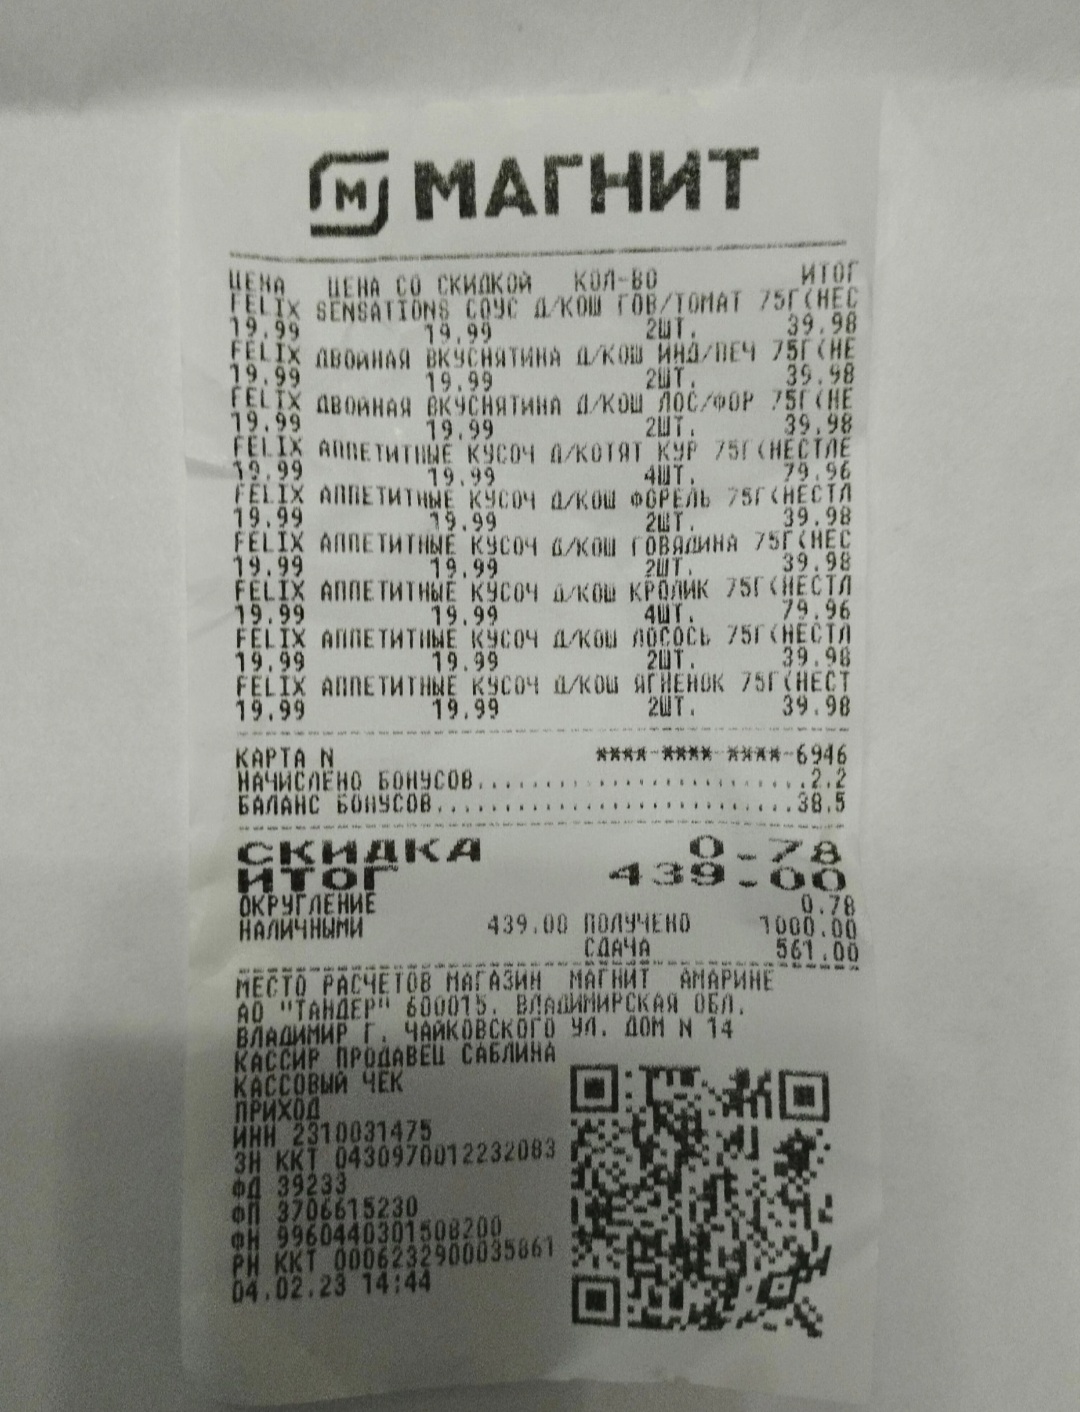 МАГНИТ
ЦЕНА ЦЕНА СО СКИДКОЙ КОЛ-ВО ИТОГ
FELIX SENSATIONS СОУС Д/КОШ ГОВ/ТОМАТ 75Г(НЕС
19.99 19.99 2ШТ. 39.98
FELIX ДВОЙНАЯ ВКУСНЯТИНА Д/КОШ ИНД/ПЕЧ 75Г(НЕ
19.99 19.99 2ШТ. 39.98
FELIX ДВОЙНАЯ ВКУСНЯТИНА Д/КОШ ЛОС/ФОР 75Г(НЕ
19.99 19.99 2ШТ. 39.98
FELIX АППЕТИТНЫЕ КУСОЧ Д/КОТЯТ КУР 75Г(НЕСТЛЕ
19.99 19.99 4ШТ. 79.96
FELIX АППЕТИТНЫЕ КУСОЧ Д/КОШ ФОРЕЛЬ 75Г(НЕСТЛ
19.99 19.99 2ШТ. 39.98
FELIX АППЕТИТНЫЕ КУСОЧ Д/КОШ ГОВЯДИНА 75Г(НЕС
19.99 19.99 2ШТ. 39.98
FELIX АППЕТИТНЫЕ КУСОЧ Д/КОШ КРОЛИК 75Г(НЕСТЛ
19.99 19.99 4ШТ. 79.96
FELIX АППЕТИТНЫЕ КУСОЧ Д/КОШ ЛОСОСЬ 75Г(НЕСТЛ
19.99 19.99 2ШТ. 39.98
FELIX АППЕТИТНЫЕ КУСОЧ Д/КОШ ЯГНЕНОК 75Г(НЕСТ
19.99 19.99 2ШТ. 39.98
КАРТА N ****-****-****-6946
НАЧИСЛЕНО БОНУСОВ.........................2.2
БАЛАНС БОНУСОВ...........................38.5
СКИДКА 0.78
ИТОГ 439.00
ОКРУГЛЕНИЕ 0.78
НАЛИЧНЫМИ 439.00 ПОЛУЧЕНО 1000.00
СДАЧА 561.00
МЕСТО РАСЧЕТОВ МАГАЗИН МАГНИТ АМАРИНЕ
АО "ТАНДЕР" 600015. ВЛАДИМИРСКАЯ ОБЛ.
ВЛАДИМИР Г. ЧАЙКОВСКОГО УЛ. ДОМ N 14
КАССИР ПРОДАВЕЦ САБЛИНА
КАССОВЫЙ ЧЕК
ПРИХОД
ИНН 2310031475
ЗН ККТ 0430970012232083
ФД 39233
ФП 3706615230
ФН 9960440301508200
РН ККТ 0006232900035861
04.02.23 14:44